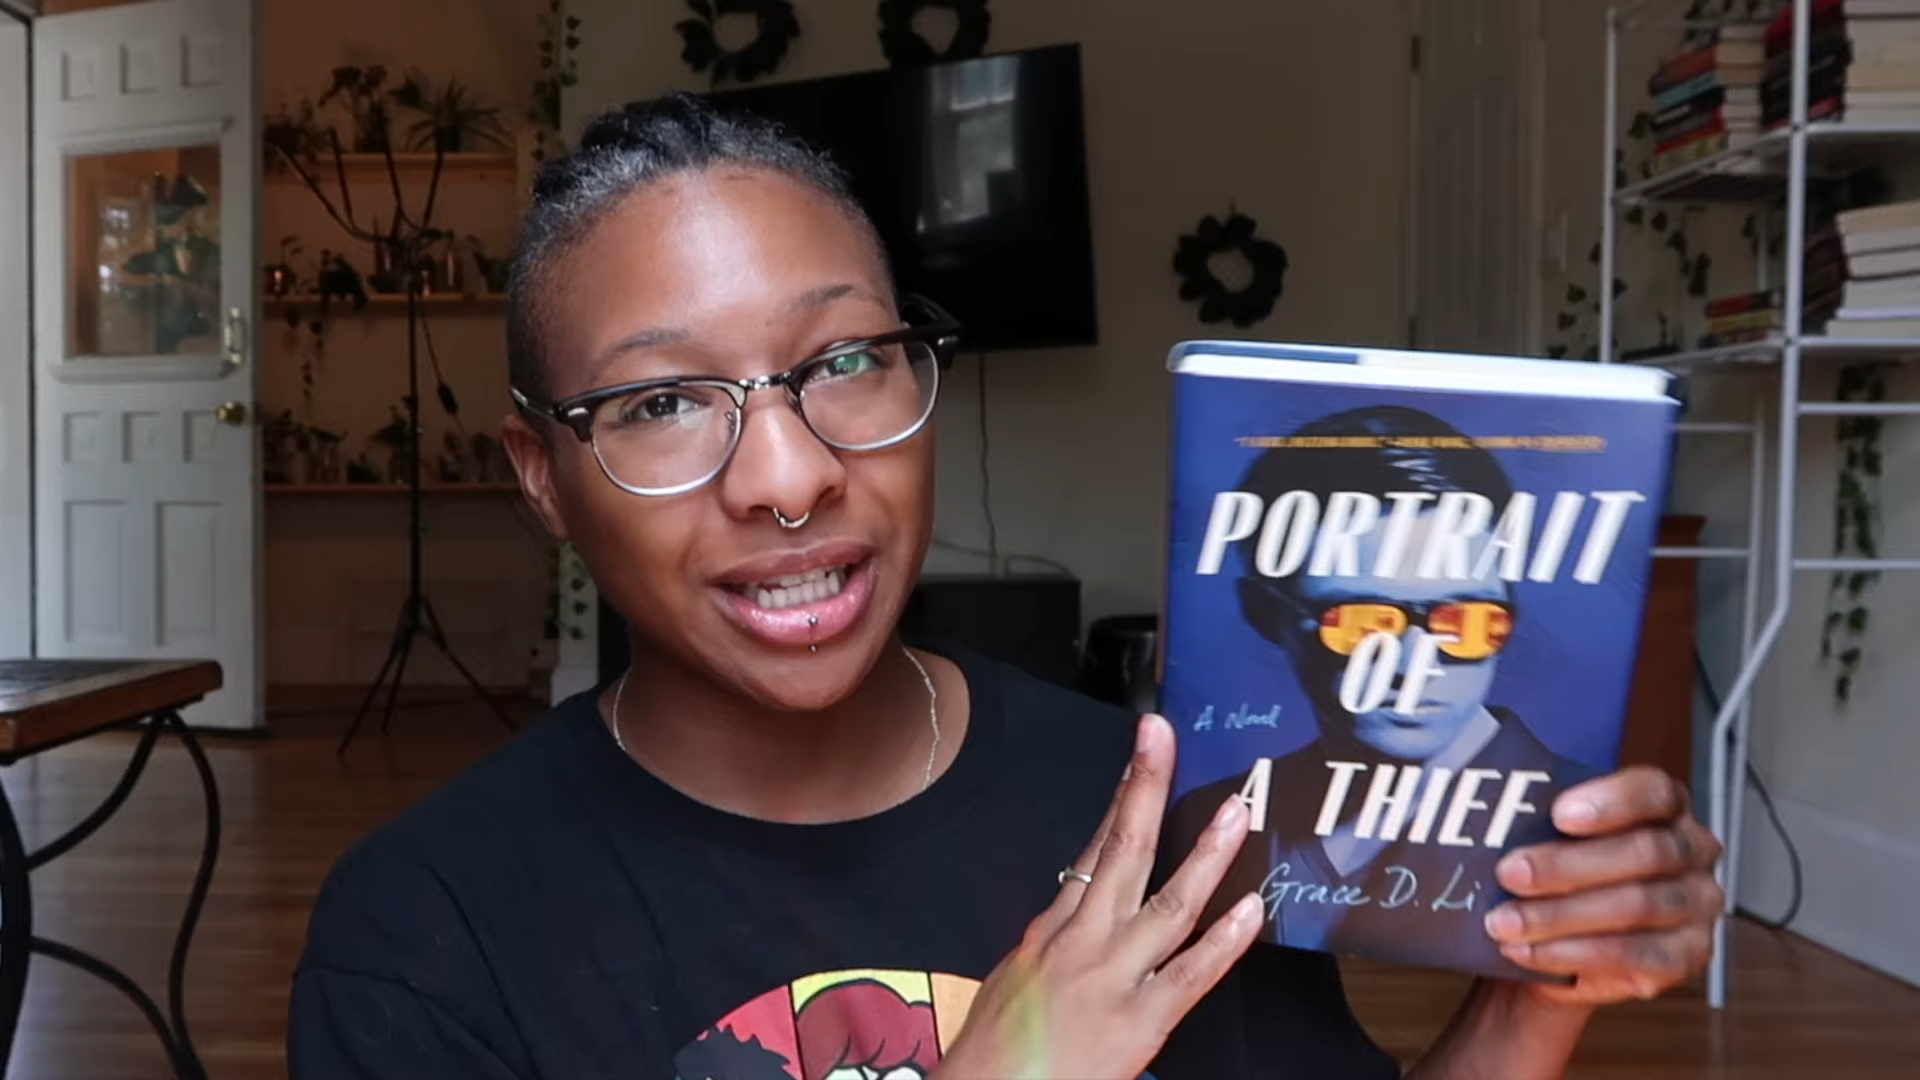 PORTRAIT
OF
A Novel
A THIEF
Grace D. Li